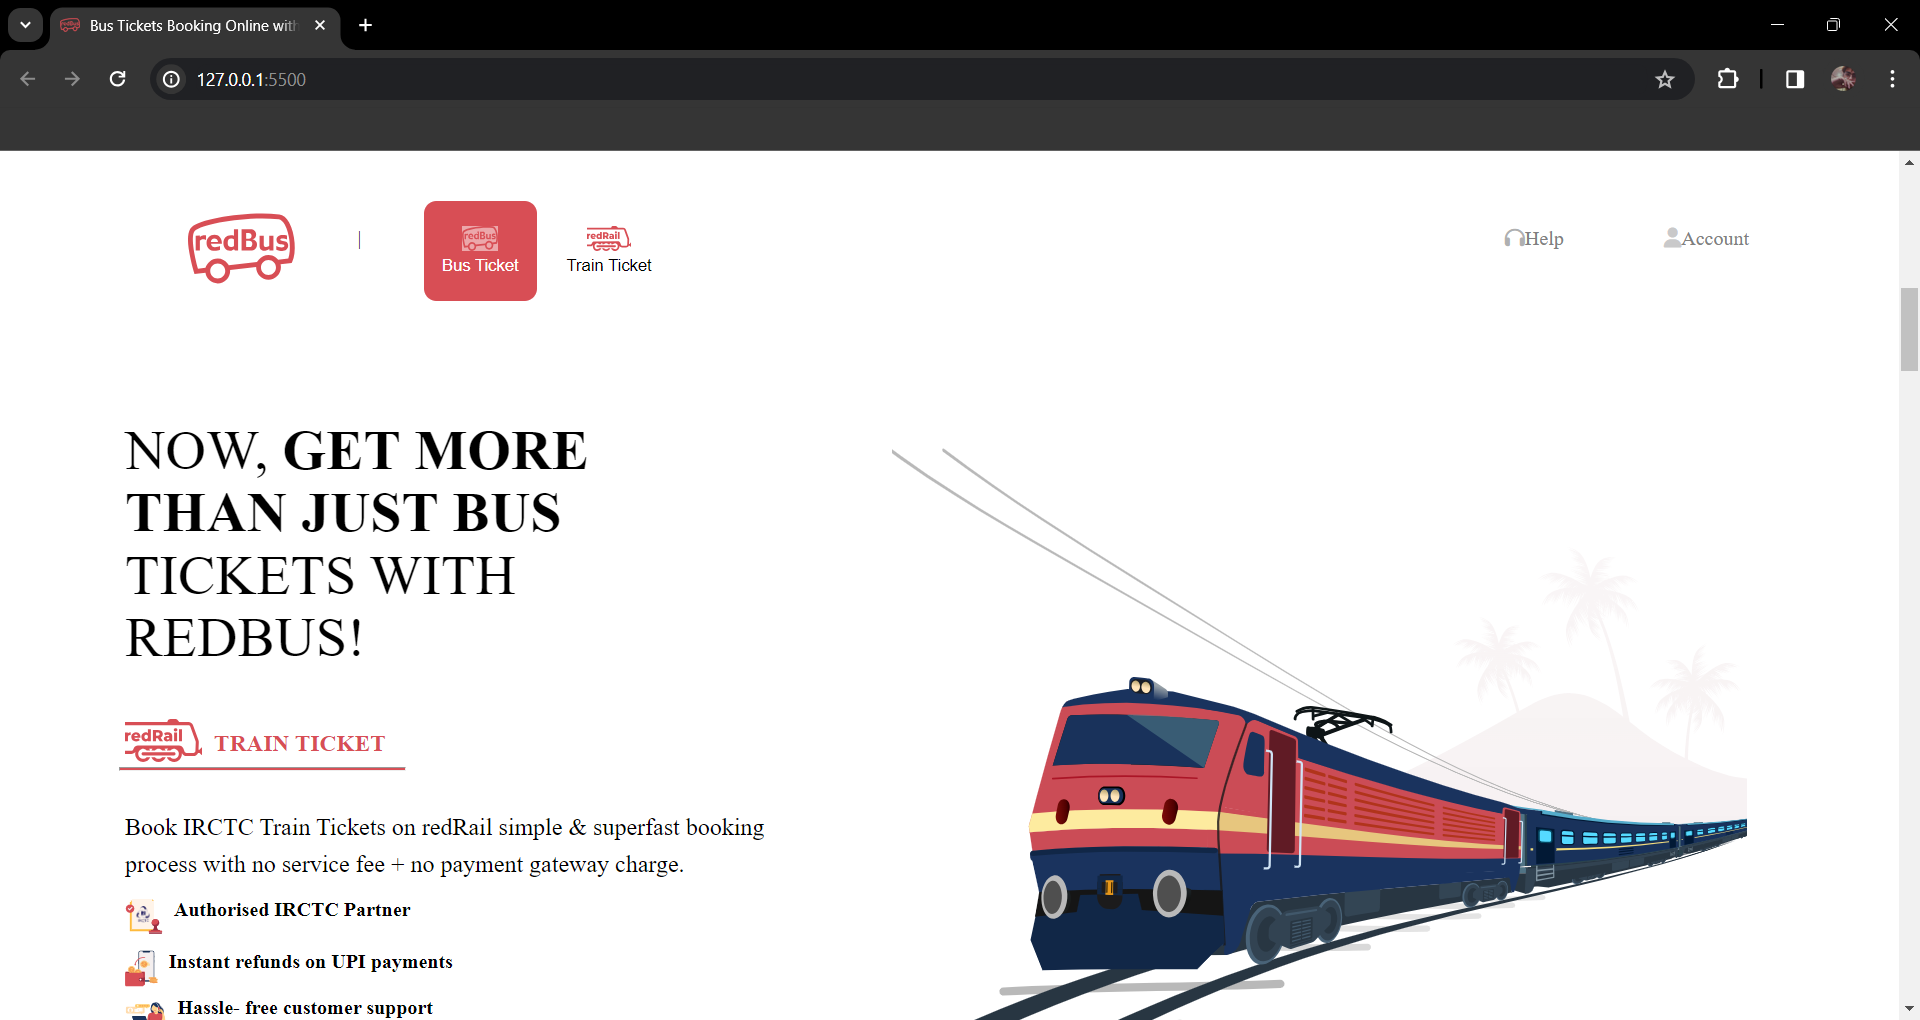 Bus Tickets Booking Online with
127.0.0.1:5500
redBus
|
redBus
Bus Ticket
redRail
Train Ticket
Help
Account
NOW, GET MORE
THAN JUST BUS
TICKETS WITH
REDBUS!
redRail TRAIN TICKET
Book IRCTC Train Tickets on redRail simple & superfast booking
process with no service fee + no payment gateway charge.
Authorised IRCTC Partner
Instant refunds on UPI payments
Hassle- free customer support